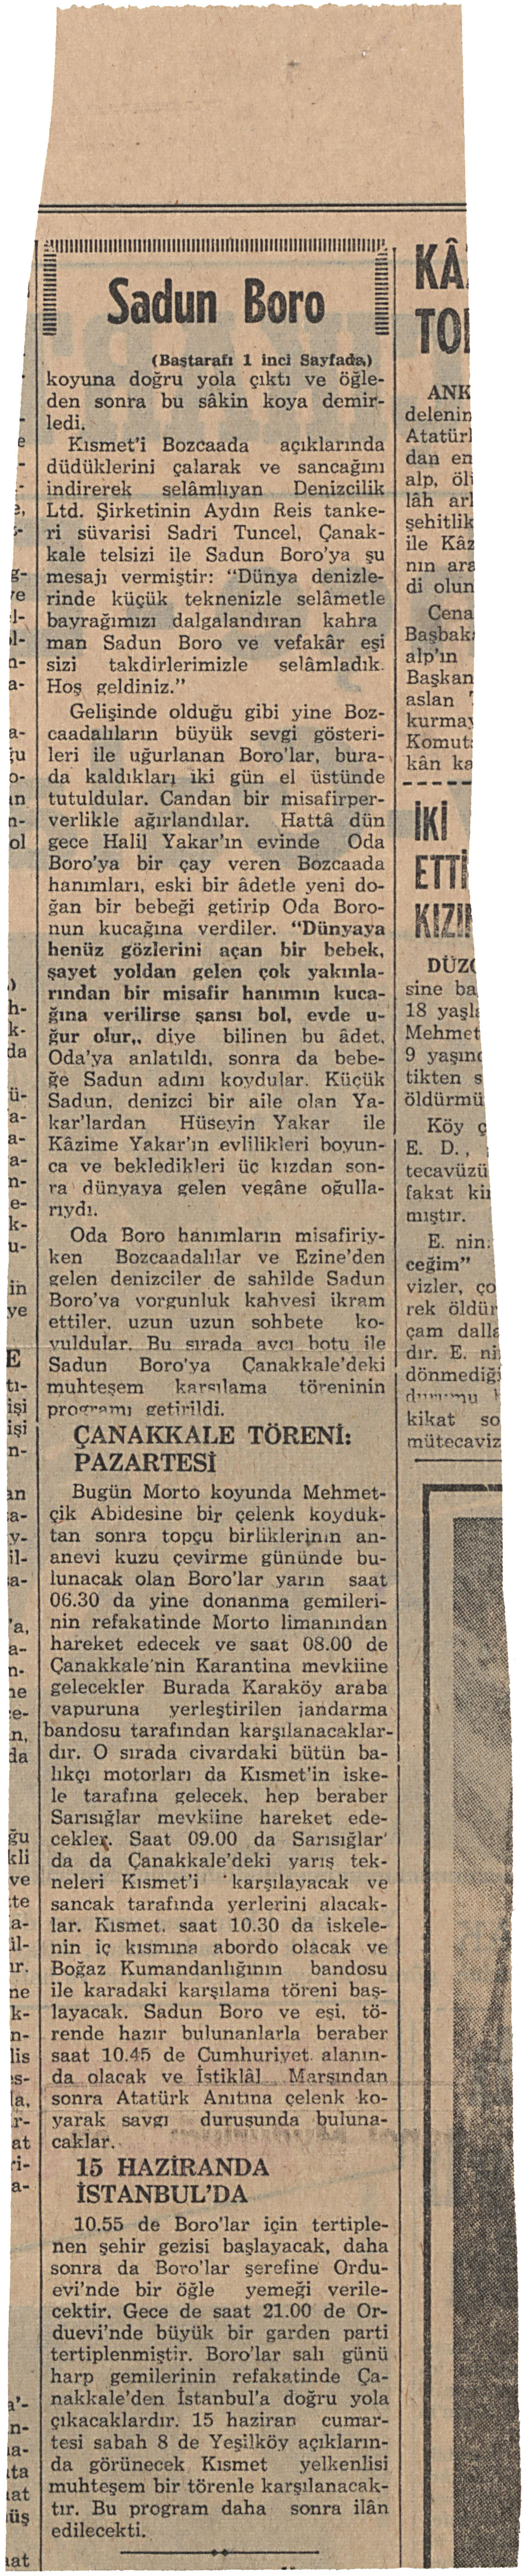 Sadun Boro
(Baştarafı 1 inci Sayfada)
koyuna doğru yola çıktı ve öğle-
den sonra bu sâkin koya demir-
ledi.
Kısmet'i Bozcaada açıklarında
düdüklerini çalarak ve sancağını
indirerek selâmlıyan Denizcilik
Ltd. Şirketinin Aydın Reis tanke-
ri süvarisi Sadri Tuncel, Çanak-
kale telsizi ile Sadun Boro'ya şu
mesajı vermiştir: "Dünya denizle-
rinde küçük teknenizle selâmetle
bayrağımızı dalgalandıran kahra
man Sadun Boro ve vefakâr eşi
sizi takdirlerimizle selâmladık.
Hoş geldiniz."
Gelişinde olduğu gibi yine Boz-
caadalıların büyük sevgi gösteri-
leri ile uğurlanan Boro'lar, bura-
da kaldıkları iki gün el üstünde
tutuldular. Candan bir misafirper-
verlikle ağırlandılar. Hattâ dün
gece Halil Yakar'ın evinde Oda
Boro'ya bir çay veren Bozcaada
hanımları, eski bir âdetle yeni do-
ğan bir bebeği getirip Oda Boro-
nun kucağına verdiler. "Dünyaya
henüz gözlerini açan bir bebek,
şayet yoldan gelen çok yakınla-
rından bir misafir hanımın kuca-
ğına verilirse şansı bol, evde u-
ğur olur,, diye bilinen bu âdet,
Oda'ya anlatıldı, sonra da bebe-
ğe Sadun adını koydular. Küçük
Sadun, denizci bir aile olan Ya-
kar'lardan Hüseyin Yakar ile
Kâzime Yakar'ın evlilikleri boyun-
ca ve bekledikleri üç kızdan son-
ra dünyaya gelen yegâne oğulla-
rıydı.
Oda Boro hanımların misafiriy-
ken Bozcaadalılar ve Ezine'den
gelen denizciler de sahilde Sadun
Boro'ya yorgunluk kahvesi ikram
ettiler, uzun uzun sohbete ko-
yuldular. Bu sırada avcı botu ile
Sadun Boro'ya Çanakkale'deki
muhteşem karşılama töreninin
programı getirildi.
ÇANAKKALE TÖRENİ:
PAZARTESİ
Bugün Morto koyunda Mehmet-
çik Abidesine bir çelenk koyduk-
tan sonra topçu birliklerinin an-
anevi kuzu çevirme gününde bu-
lunacak olan Boro'lar yarın saat
06.30 da yine donanma gemileri-
nin refakatinde Morto limanından
hareket edecek ve saat 08.00 de
Çanakkale'nin Karantina mevkiine
gelecekler Burada Karaköy araba
vapuruna yerleştirilen jandarma
bandosu tarafından karşılanacaklar-
dır. O sırada civardaki bütün ba-
lıkçı motorları da Kısmet'in iske-
le tarafına gelecek, hep beraber
Sarısığlar mevkiine hareket ede-
cekler. Saat 09.00 da Sarısığlar'
da da Çanakkale'deki yarış tek-
neleri Kısmet'i karşılayacak ve
sancak tarafında yerlerini alacak-
lar. Kısmet. saat 10.30 da iskele-
nin iç kısmına abordo olacak ve
Boğaz Kumandanlığının bandosu
ile karadaki karşılama töreni baş-
layacak. Sadun Boro ve eşi, tö-
rende hazır bulunanlarla beraber
saat 10.45 de Cumhuriyet. alanın-
da olacak ve İstiklâl Marşından
sonra Atatürk Anıtına çelenk ko-
yarak saygı duruşunda buluna-
caklar.
15 HAZİRANDA
İSTANBUL'DA
10.55 de Boro'lar için tertiple-
nen şehir gezisi başlayacak, daha
sonra da Boro'lar şerefine Ordu-
evi'nde bir öğle yemeği verile-
cektir. Gece de saat 21.00 de Or-
duevi'nde büyük bir garden parti
tertiplenmiştir. Boro'lar salı günü
harp gemilerinin refakatinde Ça-
nakkale'den İstanbul'a doğru yola
çıkacaklardır. 15 haziran cumar-
tesi sabah 8 de Yeşilköy açıkların-
da görünecek Kısmet yelkenlisi
muhteşem bir törenle karşılanacak-
tır. Bu program daha sonra ilân
edilecekti.